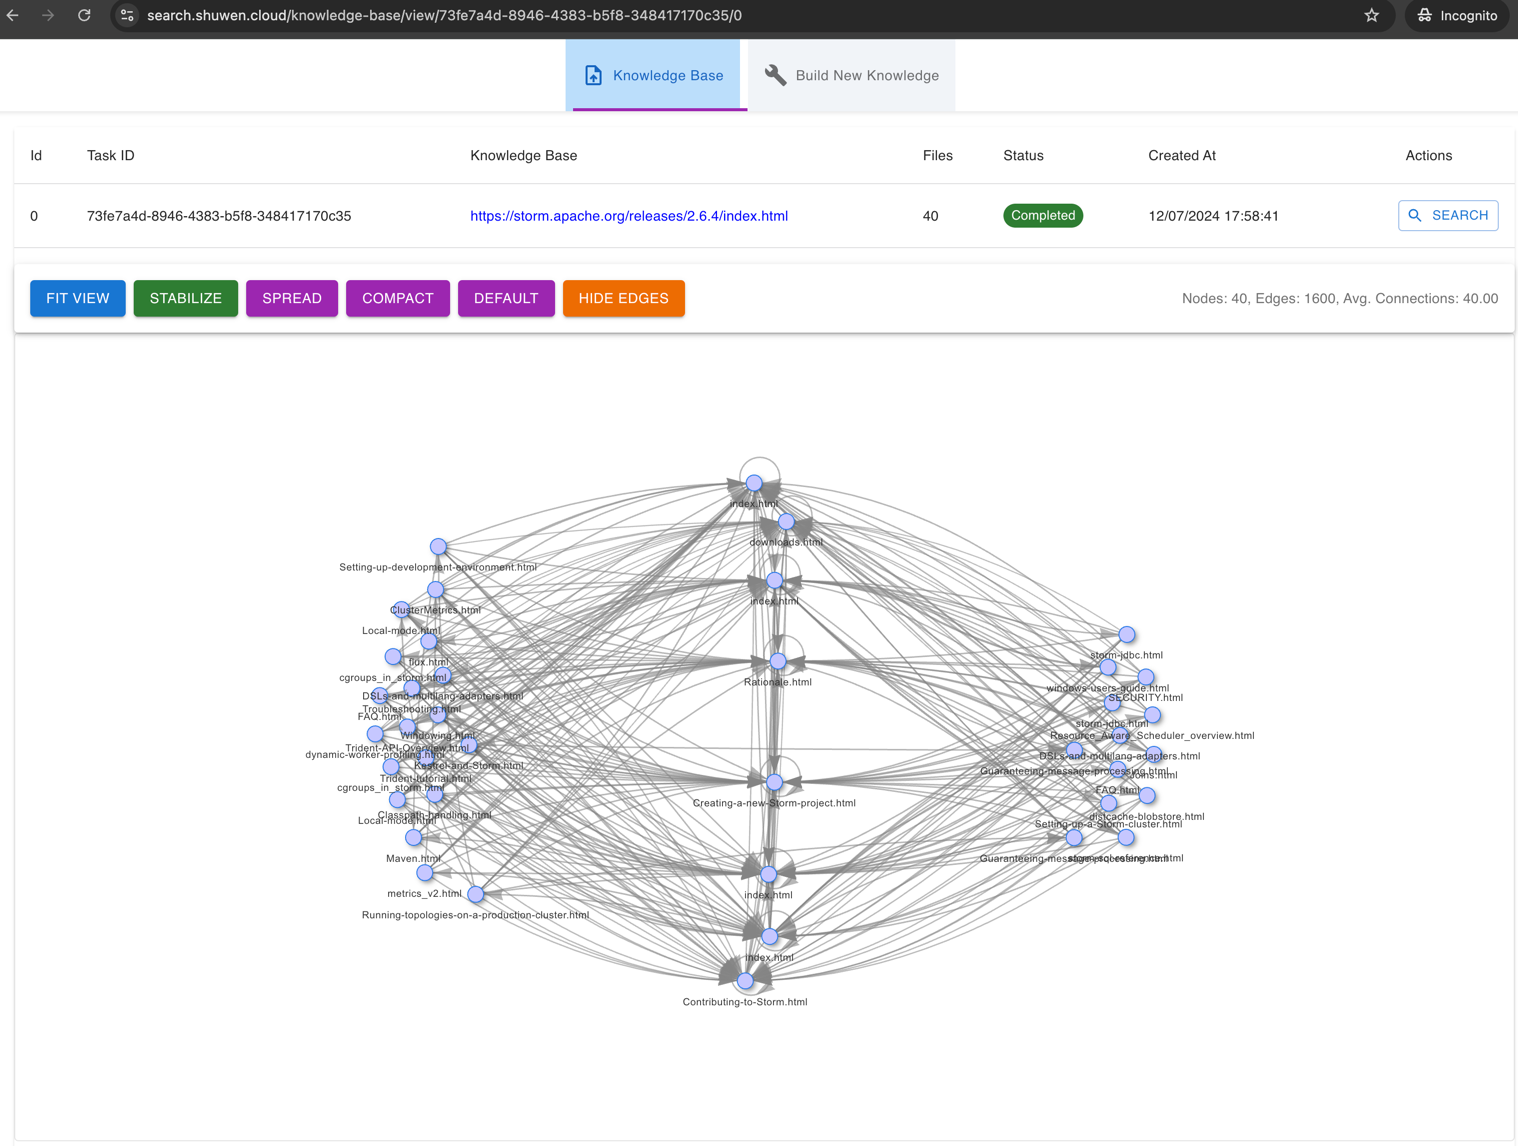 search.shuwen.cloud/knowledge-base/view/73fe7a4d-8946-4383-b5f8-348417170c35/0
Incognito
Knowledge Base
Build New Knowledge
Id Task ID Knowledge Base Files Status Created At Actions
0 73fe7a4d-8946-4383-b5f8-348417170c35 https://storm.apache.org/releases/2.6.4/index.html 40 Completed 12/07/2024 17:58:41 SEARCH
FIT VIEW STABILIZE SPREAD COMPACT DEFAULT HIDE EDGES Nodes: 40, Edges: 1600, Avg. Connections: 40.00
index.html
downloads.html
Setting-up-development-environment.html
index.html
ClusterMetrics.html
Local-mode.html
storm-jdbc.html
flux.html
cgroups_in_storm.html
Rationale.html
windows-users-guide.html
DSLs-and-multilang-adapters.html
SECURITY.html
Troubleshooting.html
FAQ.html
storm-jdbc.html
Windowing.html
Resource_Aware_Scheduler_overview.html
Trident-API-Overview.html
dynamic-worker-profiling.html
DSLs-and-multilang-adapters.html
Kestrel-and-Storm.html
Guaranteeing-message-processing.html
Joins.html
Trident-tutorial.html
cgroups_in_storm.html
FAQ.html
Creating-a-new-Storm-project.html
Classpath-handling.html
distcache-blobstore.html
Local-mode.html
Setting-up-a-Storm-cluster.html
Maven.html
Guaranteeing-message-processing.html
storm-sql-reference.html
metrics_v2.html
index.html
Running-topologies-on-a-production-cluster.html
index.html
Contributing-to-Storm.html